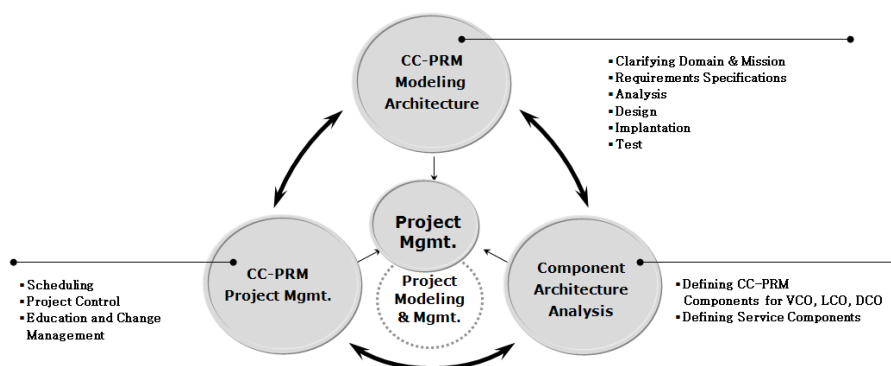 CC-PRM
Modeling
Architecture
▪ Clarifying Domain & Mission
▪ Requirements Specifications
▪ Analysis
▪ Design
▪ Implantation
▪ Test
Project
Mgmt.
CC-PRM
Project Mgmt.
Project
Modeling
& Mgmt.
Component
Architecture
Analysis
▪ Scheduling
▪ Project Control
▪ Education and Change
Management
▪ Defining CC-PRM
Components for VCO, LCO, DCO
▪ Defining Service Components